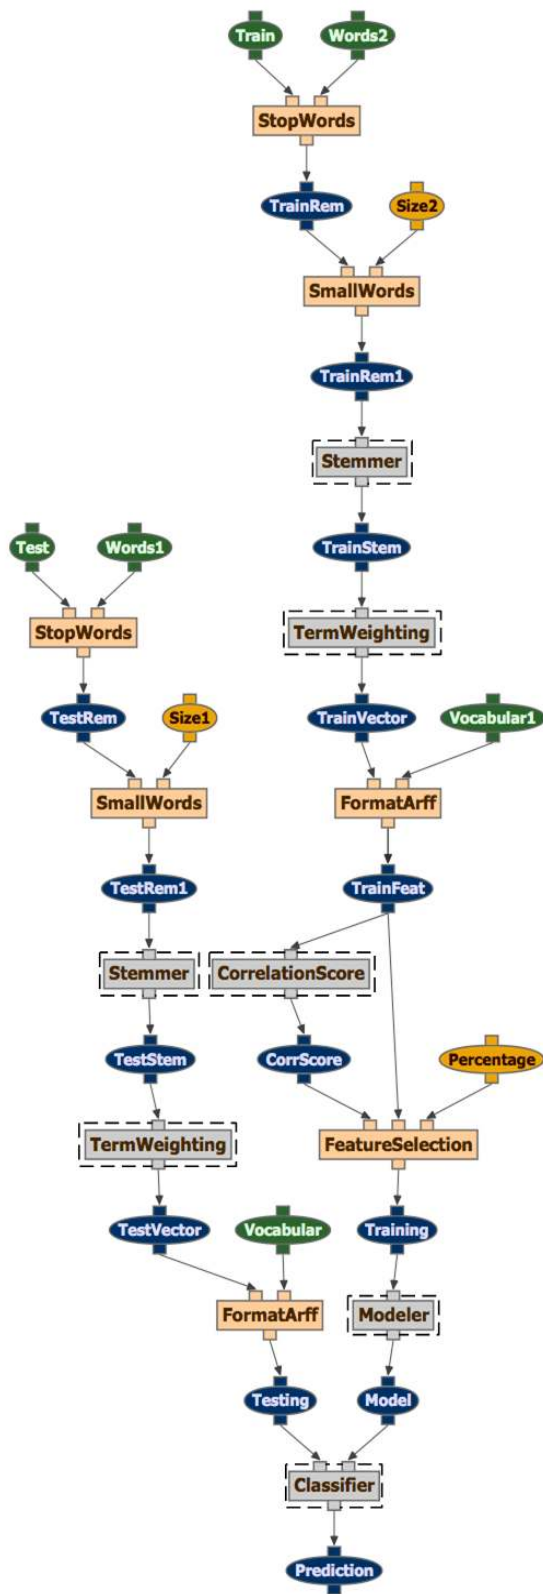 Train
Words2
StopWords
TrainRem
Size2
SmallWords
TrainRem1
Stemmer
Test
Words1
TrainStem
StopWords
TermWeighting
TestRem
Size1
TrainVector
Vocabular1
SmallWords
FormatArff
TestRem1
TrainFeat
Stemmer
CorrelationScore
TestStem
CorrScore
Percentage
TermWeighting
FeatureSelection
TestVector
Vocabular
Training
FormatArff
Modeler
Testing
Model
Classifier
Prediction